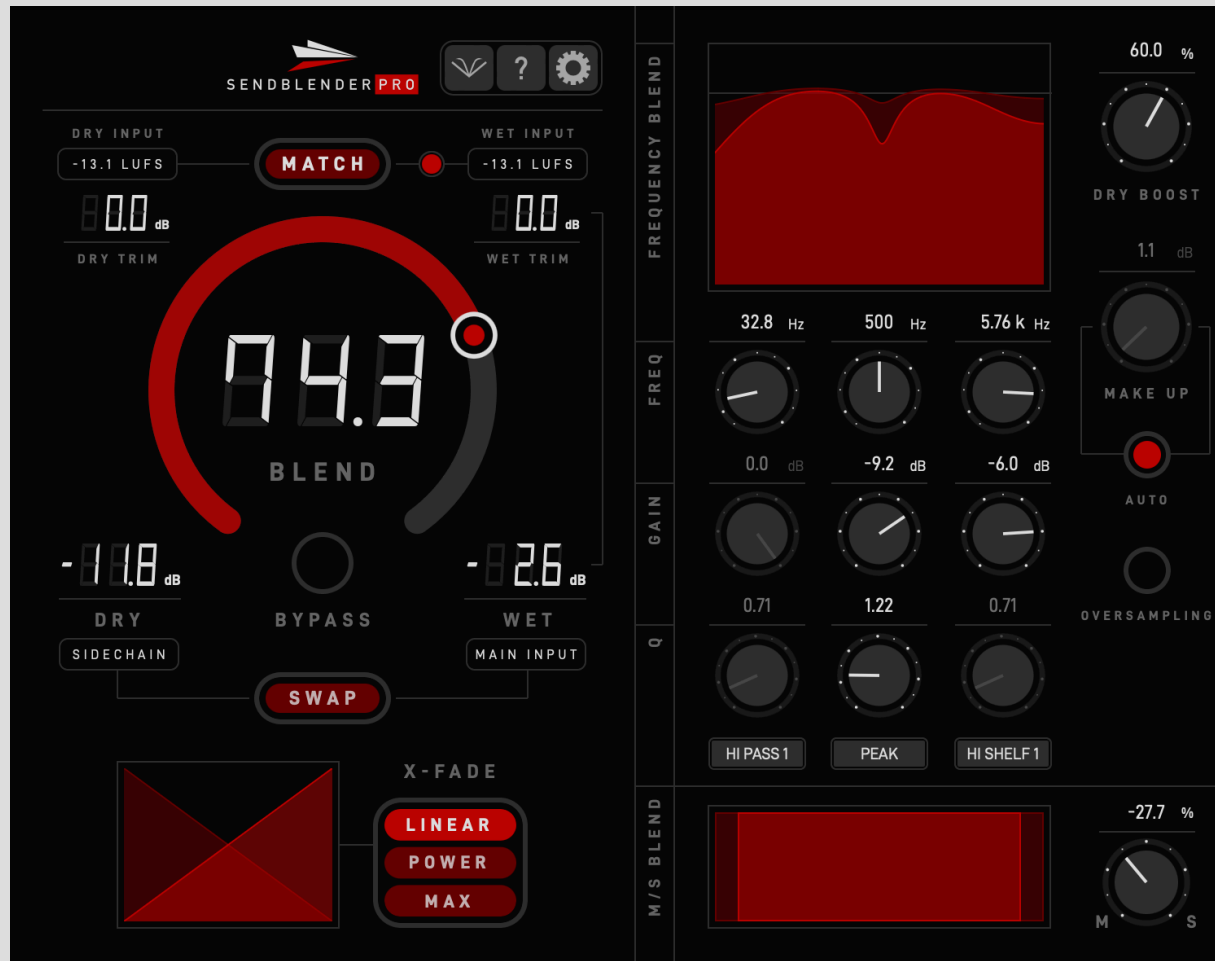 SENDBLENDER PRO
?
DRY INPUT
-13.1 LUFS
MATCH
WET INPUT
-13.1 LUFS
0.0 dB
DRY TRIM
0.0 dB
WET TRIM
74.3
BLEND
-11.8 dB
DRY
SIDECHAIN
BYPASS
-2.6 dB
WET
MAIN INPUT
SWAP
X-FADE
LINEAR
POWER
MAX
FREQUENCY BLEND
60.0 %
DRY BOOST
1.1 dB
MAKE UP
AUTO
OVERSAMPLING
FREQ
32.8 Hz
500 Hz
5.76 k Hz
GAIN
0.0 dB
-9.2 dB
-6.0 dB
Q
0.71
1.22
0.71
HI PASS 1
PEAK
HI SHELF 1
M/S BLEND
-27.7 %
M
S